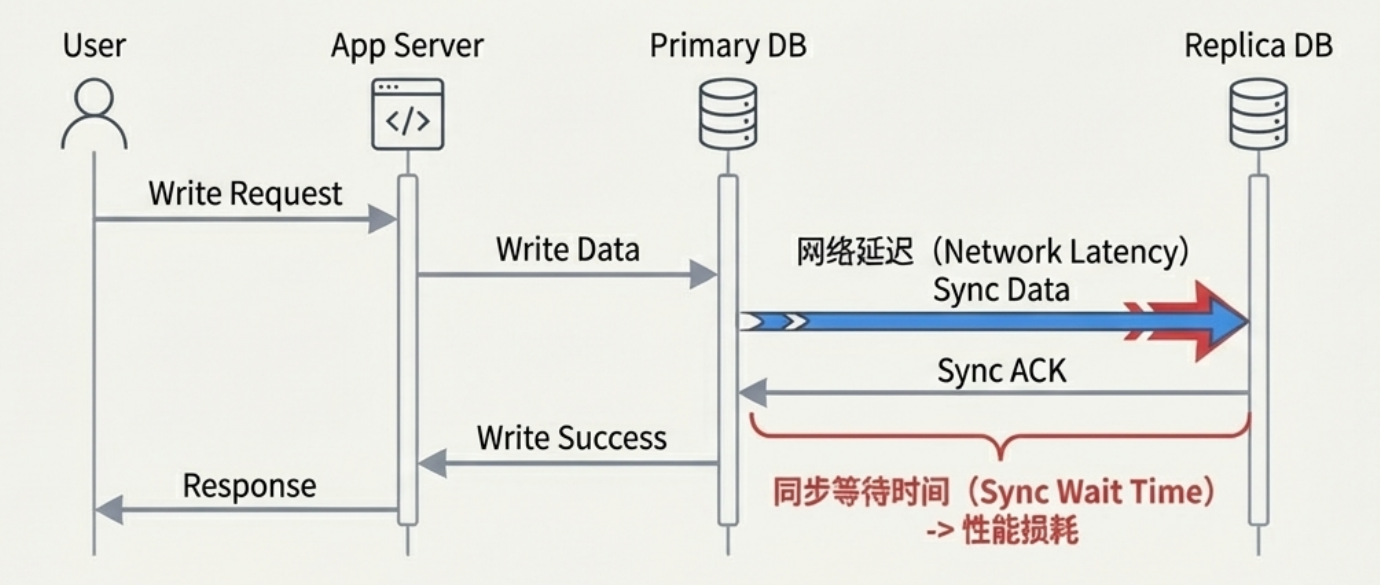 User
App Server
Primary DB
Replica DB
</>
Write Request
Write Data
网络延迟（Network Latency）
Sync Data
Sync ACK
Write Success
Response
同步等待时间（Sync Wait Time）
-> 性能损耗